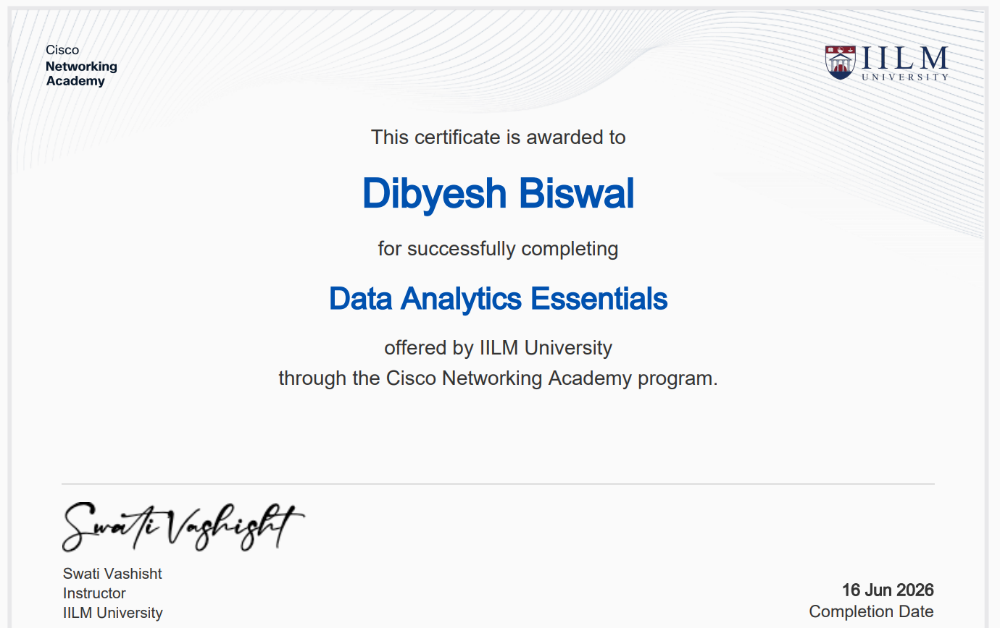 Cisco
Networking
Academy
IILM
UNIVERSITY
This certificate is awarded to
Dibyesh Biswal
for successfully completing
Data Analytics Essentials
offered by IILM University
through the Cisco Networking Academy program.
Swati Vashisht
Swati Vashisht
Instructor
IILM University
16 Jun 2026
Completion Date